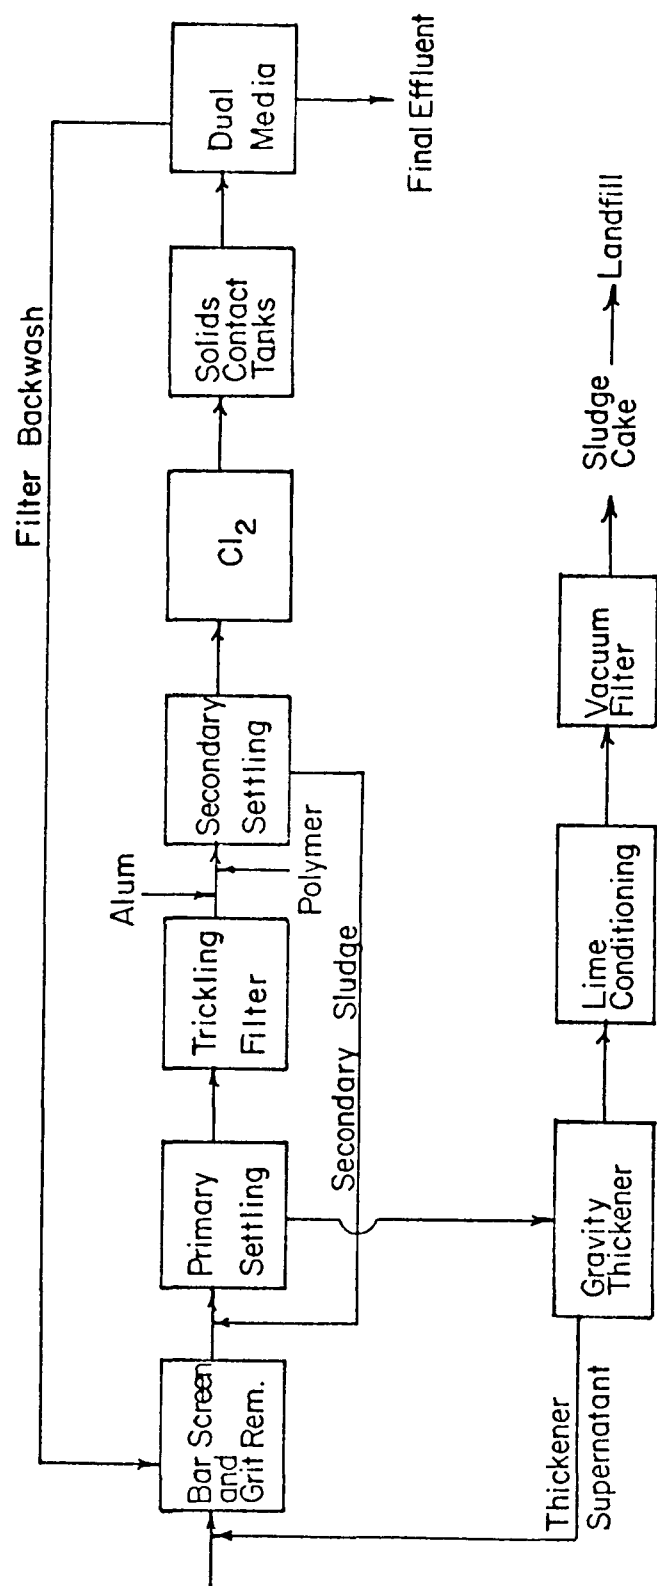 Filter Backwash
Bar Screen
and
Grit Rem.
Primary
Settling
Trickling
Filter
Alum
Polymer
Secondary
Settling
Cl2
Solids
Contact
Tanks
Dual
Media
Final Effluent
Secondary Sludge
Thickener
Supernatant
Gravity
Thickener
Lime
Conditioning
Vacuum
Filter
Sludge
Cake
Landfill